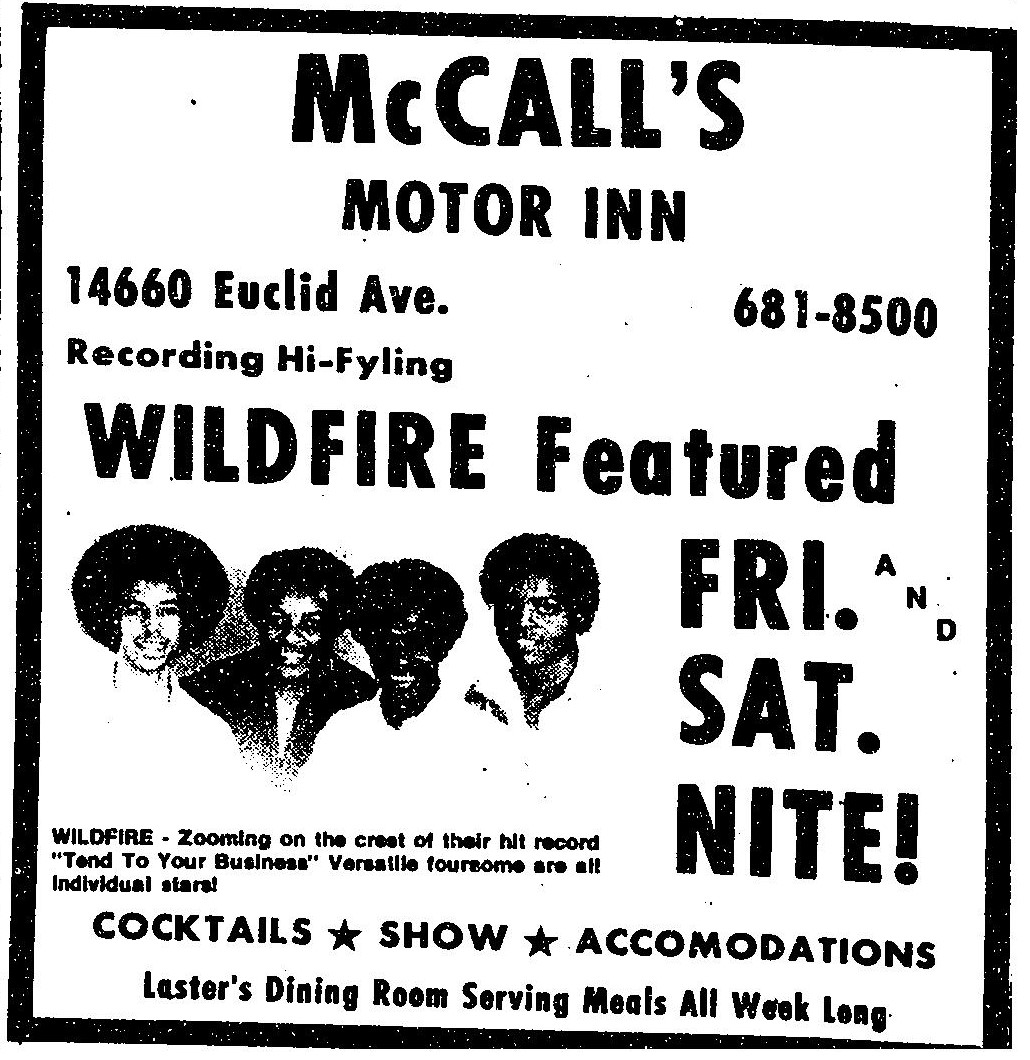 McCALL'S
MOTOR INN
14660 Euclid Ave. 681-8500
Recording Hi-Fyling
WILDFIRE Featured
FRI. AND
SAT.
NITE!
WILDFIRE - Zooming on the crest of their hit record
"Tend To Your Business" Versatile foursome are all
individual stars!
COCKTAILS ★ SHOW ★ ACCOMODATIONS
Laster's Dining Room Serving Meals All Week Long